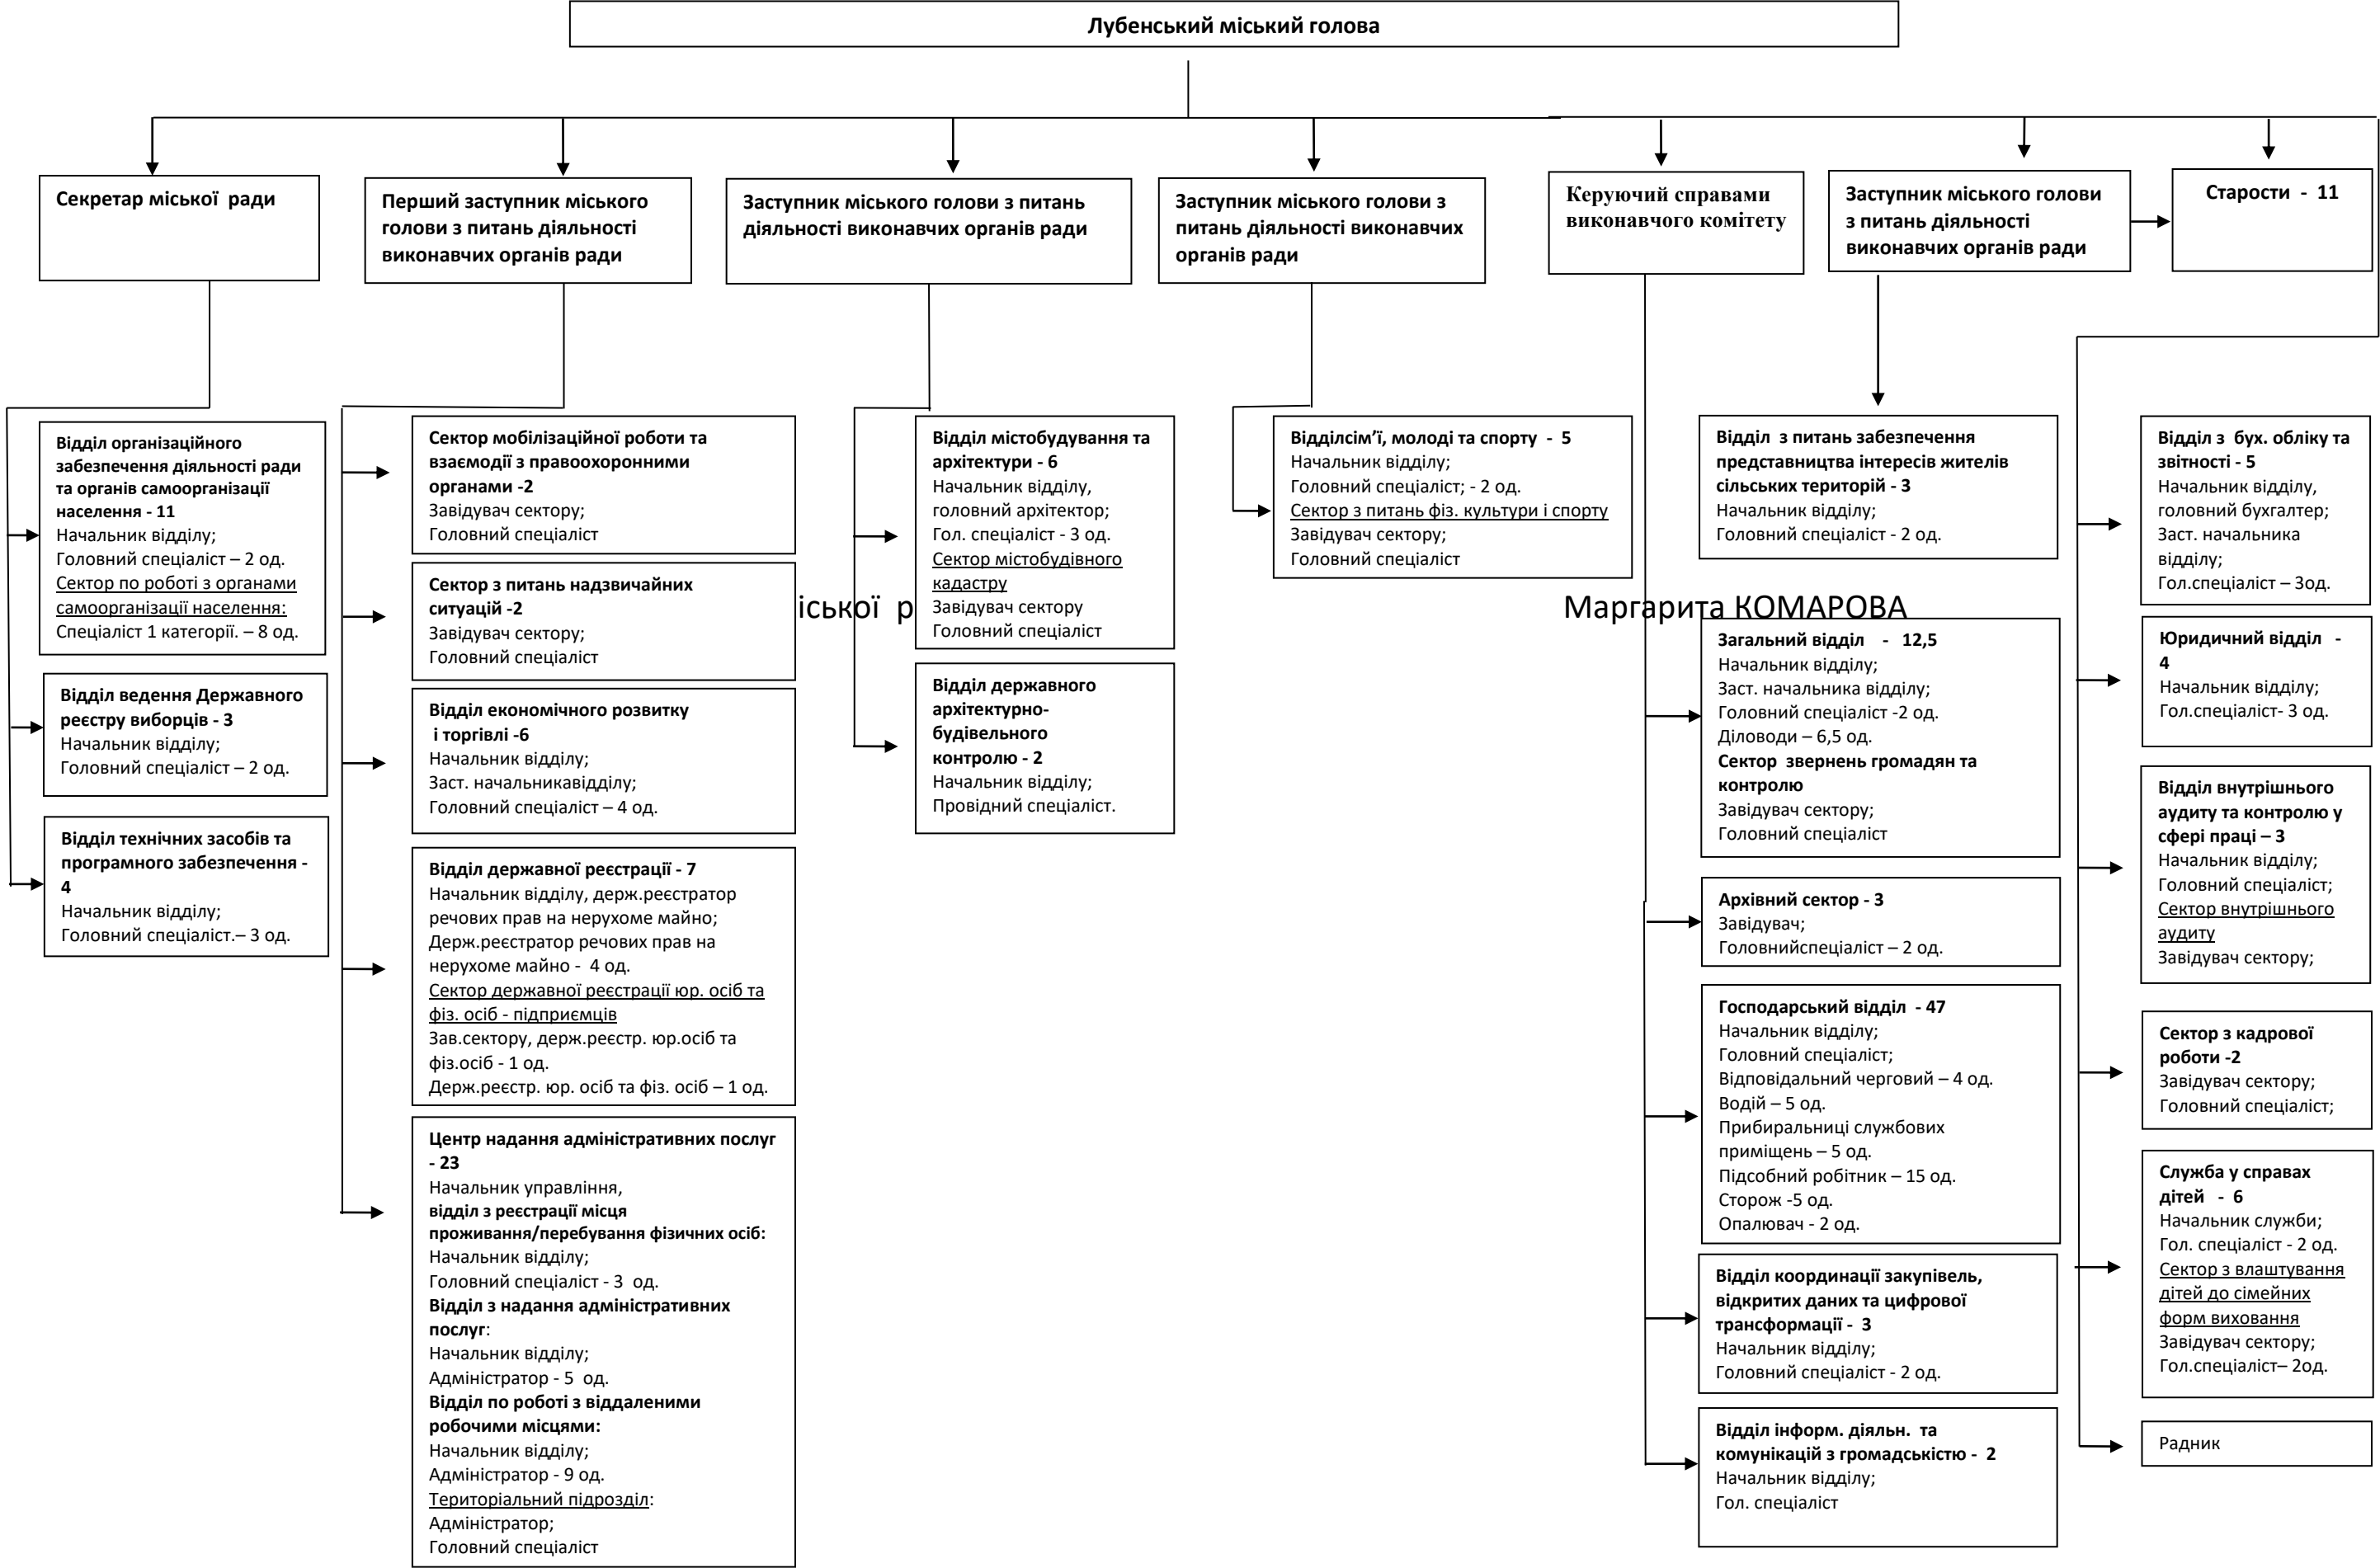 Лубенський міський голова
Секретар міської ради
Перший заступник міського
голови з питань діяльності
виконавчих органів ради
Заступник міського голови з питань
діяльності виконавчих органів ради
Заступник міського голови з
питань діяльності виконавчих
органів ради
Керуючий справами
виконавчого комітету
Заступник міського голови
з питань діяльності
виконавчих органів ради
Старости - 11
Відділ організаційного
забезпечення діяльності ради
та органів самоорганізації
населення - 11
Начальник відділу;
Головний спеціаліст – 2 од.
Сектор по роботі з органами
самоорганізації населення:
Спеціаліст 1 категорії. – 8 од.
Відділ ведення Державного
реєстру виборців - 3
Начальник відділу;
Головний спеціаліст – 2 од.
Відділ технічних засобів та
програмного забезпечення -
4
Начальник відділу;
Головний спеціаліст.– 3 од.
Сектор мобілізаційної роботи та
взаємодії з правоохоронними
органами -2
Завідувач сектору;
Головний спеціаліст
Сектор з питань надзвичайних
ситуацій -2
Завідувач сектору;
Головний спеціаліст
Відділ економічного розвитку
і торгівлі -6
Начальник відділу;
Заст. начальникавідділу;
Головний спеціаліст – 4 од.
Відділ державної реєстрації - 7
Начальник відділу, держ.реєстратор
речових прав на нерухоме майно;
Держ.реєстратор речових прав на
нерухоме майно - 4 од.
Сектор державної реєстрації юр. осіб та
фіз. осіб - підприємців
Зав.сектору, держ.реєстр. юр.осіб та
фіз.осіб - 1 од.
Держ.реєстр. юр. осіб та фіз. осіб – 1 од.
Центр надання адміністративних послуг
- 23
Начальник управління,
відділ з реєстрації місця
проживання/перебування фізичних осіб:
Начальник відділу;
Головний спеціаліст - 3 од.
Відділ з надання адміністративних
послуг:
Начальник відділу;
Адміністратор - 5 од.
Відділ по роботі з віддаленими
робочими місцями:
Начальник відділу;
Адміністратор - 9 од.
Територіальний підрозділ:
Адміністратор;
Головний спеціаліст
іської р
Відділ містобудування та
архітектури - 6
Начальник відділу,
головний архітектор;
Гол. спеціаліст - 3 од.
Сектор містобудівного
кадастру
Завідувач сектору
Головний спеціаліст
Відділ державного
архітектурно-
будівельного
контролю - 2
Начальник відділу;
Провідний спеціаліст.
Відділсім’ї, молоді та спорту - 5
Начальник відділу;
Головний спеціаліст; - 2 од.
Сектор з питань фіз. культури і спорту
Завідувач сектору;
Головний спеціаліст
Маргарита КОМАРОВА
Відділ з питань забезпечення
представництва інтересів жителів
сільських територій - 3
Начальник відділу;
Головний спеціаліст - 2 од.
Загальний відділ - 12,5
Начальник відділу;
Заст. начальника відділу;
Головний спеціаліст -2 од.
Діловоди – 6,5 од.
Сектор звернень громадян та
контролю
Завідувач сектору;
Головний спеціаліст
Архівний сектор - 3
Завідувач;
Головнийспеціаліст – 2 од.
Господарський відділ - 47
Начальник відділу;
Головний спеціаліст;
Відповідальний черговий – 4 од.
Водій – 5 од.
Прибиральниці службових
приміщень – 5 од.
Підсобний робітник – 15 од.
Сторож -5 од.
Опалювач - 2 од.
Відділ координації закупівель,
відкритих даних та цифрової
трансформації - 3
Начальник відділу;
Головний спеціаліст - 2 од.
Відділ інформ. діяльн. та
комунікацій з громадськістю - 2
Начальник відділу;
Гол. спеціаліст
Відділ з бух. обліку та
звітності - 5
Начальник відділу,
головний бухгалтер;
Заст. начальника
відділу;
Гол.спеціаліст – 3од.
Юридичний відділ -
4
Начальник відділу;
Гол.спеціаліст- 3 од.
Відділ внутрішнього
аудиту та контролю у
сфері праці – 3
Начальник відділу;
Головний спеціаліст;
Сектор внутрішнього
аудиту
Завідувач сектору;
Сектор з кадрової
роботи -2
Завідувач сектору;
Головний спеціаліст;
Служба у справах
дітей - 6
Начальник служби;
Гол. спеціаліст - 2 од.
Сектор з влаштування
дітей до сімейних
форм виховання
Завідувач сектору;
Гол.спеціаліст– 2од.
Радник